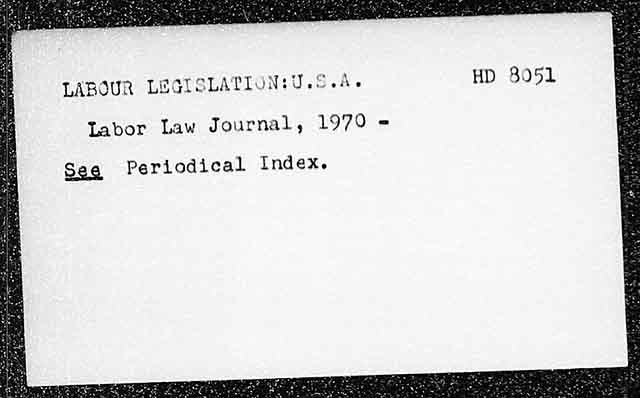 LABOUR LEGISLATION:U.S.A. HD 8051
Labor Law Journal, 1970 -
See Periodical Index.